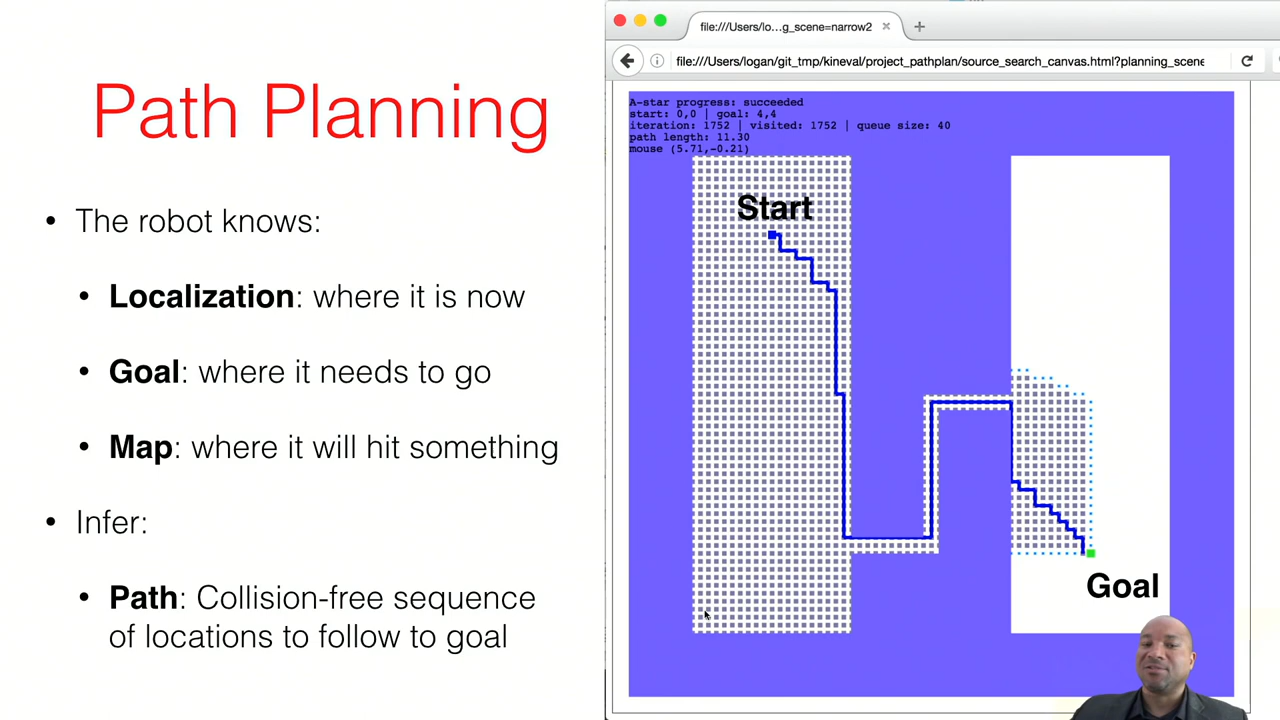 Path Planning
• The robot knows:
• Localization: where it is now
• Goal: where it needs to go
• Map: where it will hit something
• Infer:
• Path: Collision-free sequence
of locations to follow to goal
file:///Users/lo...g_scene=narrow2
file:///Users/logan/git_tmp/kineval/project_pathplan/source_search_canvas.html?planning_scene
A-star progress: succeeded
start: 0,0 | goal: 4,4
iteration: 1752 | visited: 1752 | queue size: 40
path length: 11.30
mouse (5.71,-0.21)
Start
Goal